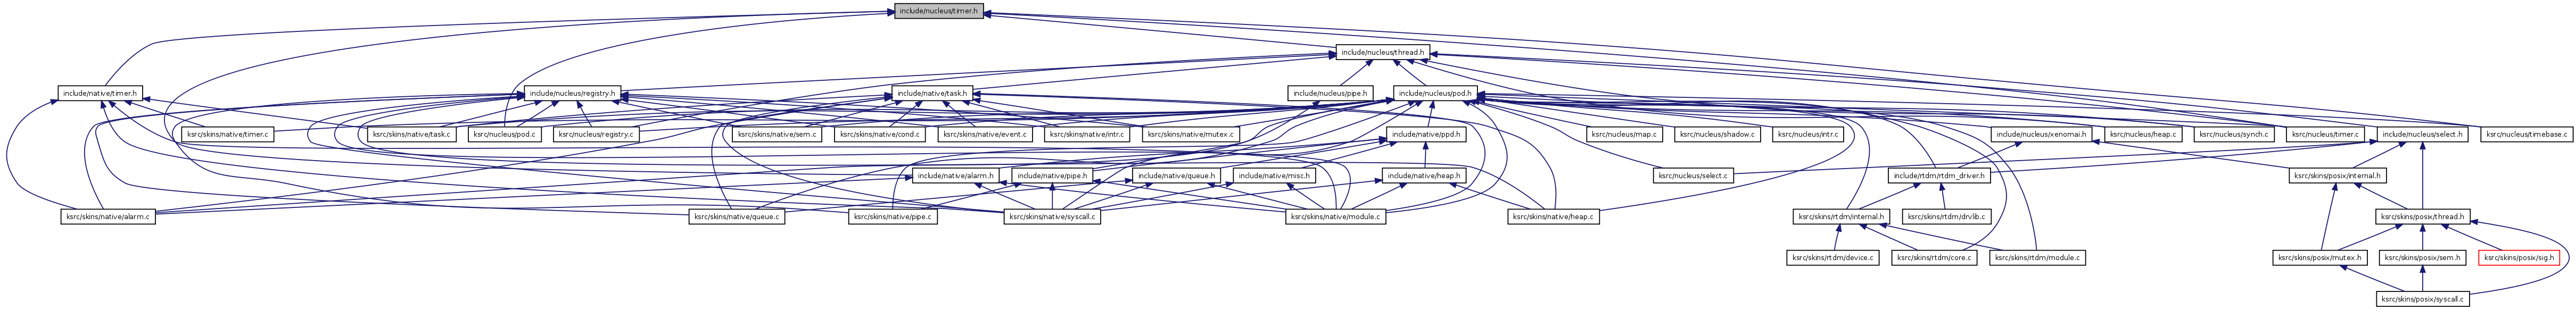 include/nucleus/timer.h
include/nucleus/thread.h
include/native/timer.h
include/nucleus/registry.h
include/native/task.h
include/nucleus/pipe.h
include/nucleus/pod.h
ksrc/skins/native/timer.c
ksrc/skins/native/task.c
ksrc/nucleus/pod.c
ksrc/nucleus/registry.c
ksrc/skins/native/sem.c
ksrc/skins/native/cond.c
ksrc/skins/native/event.c
ksrc/skins/native/intr.c
ksrc/skins/native/mutex.c
include/native/ppd.h
ksrc/nucleus/map.c
ksrc/nucleus/shadow.c
ksrc/nucleus/intr.c
include/nucleus/xenomai.h
ksrc/nucleus/heap.c
ksrc/nucleus/synch.c
ksrc/nucleus/timer.c
include/nucleus/select.h
ksrc/nucleus/timebase.c
include/native/alarm.h
include/native/pipe.h
include/native/queue.h
include/native/misc.h
include/native/heap.h
ksrc/nucleus/select.c
include/rtdm/rtdm_driver.h
ksrc/skins/posix/internal.h
ksrc/skins/native/alarm.c
ksrc/skins/native/queue.c
ksrc/skins/native/pipe.c
ksrc/skins/native/syscall.c
ksrc/skins/native/module.c
ksrc/skins/native/heap.c
ksrc/skins/rtdm/internal.h
ksrc/skins/rtdm/drvlib.c
ksrc/skins/posix/thread.h
ksrc/skins/rtdm/device.c
ksrc/skins/rtdm/core.c
ksrc/skins/rtdm/module.c
ksrc/skins/posix/mutex.h
ksrc/skins/posix/sem.h
ksrc/skins/posix/sig.h
ksrc/skins/posix/syscall.c